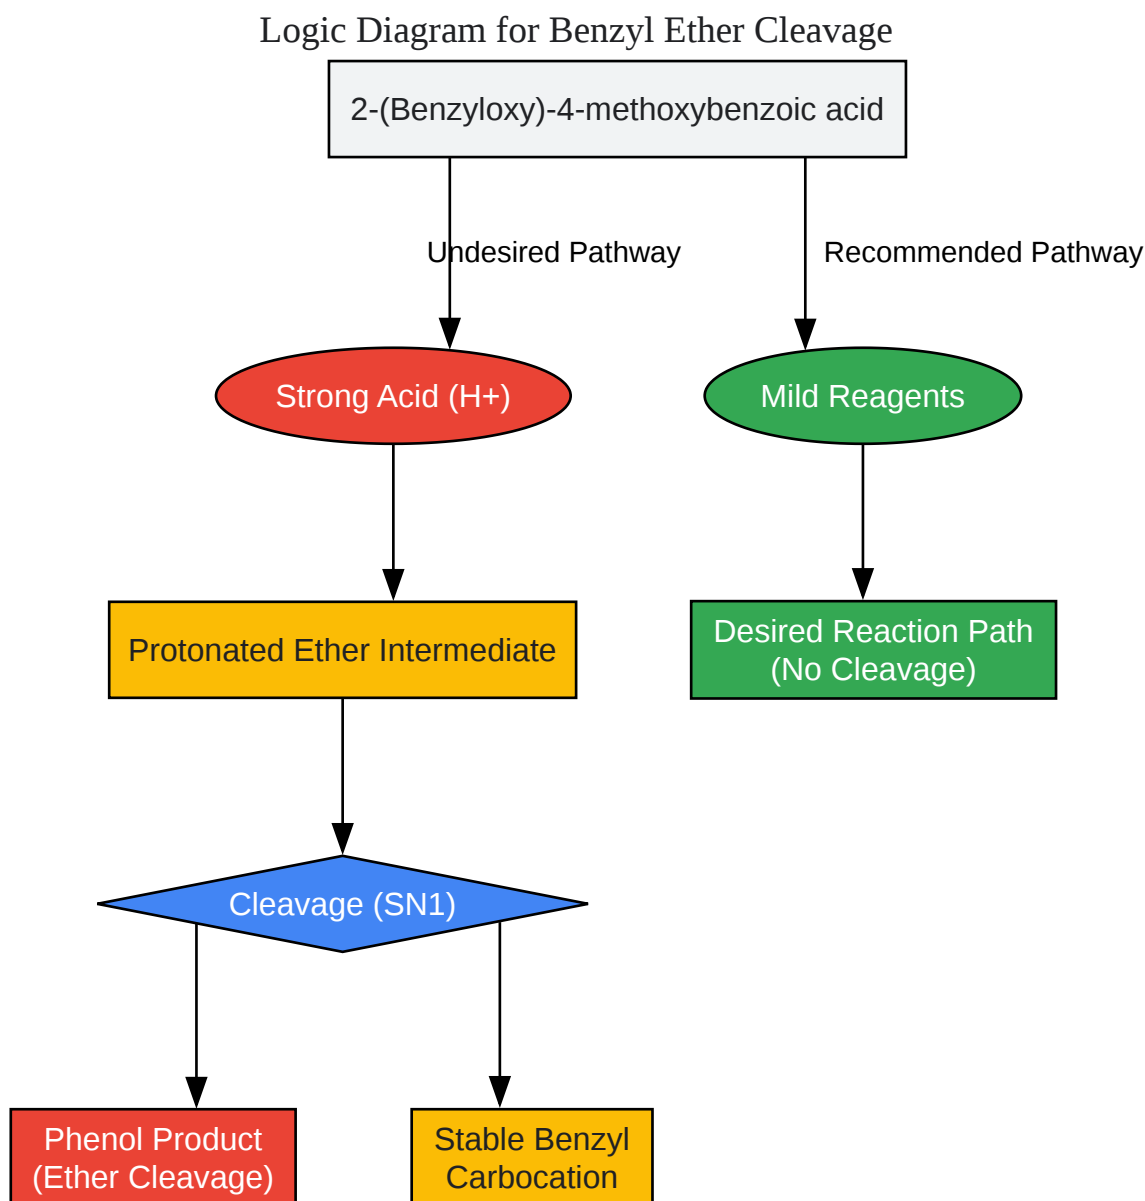 Logic Diagram for Benzyl Ether Cleavage
2-(Benzyloxy)-4-methoxybenzoic acid
Undesired Pathway
Recommended Pathway
Strong Acid (H+)
Mild Reagents
Protonated Ether Intermediate
Desired Reaction Path
(No Cleavage)
Cleavage (SN1)
Phenol Product
(Ether Cleavage)
Stable Benzyl
Carbocation